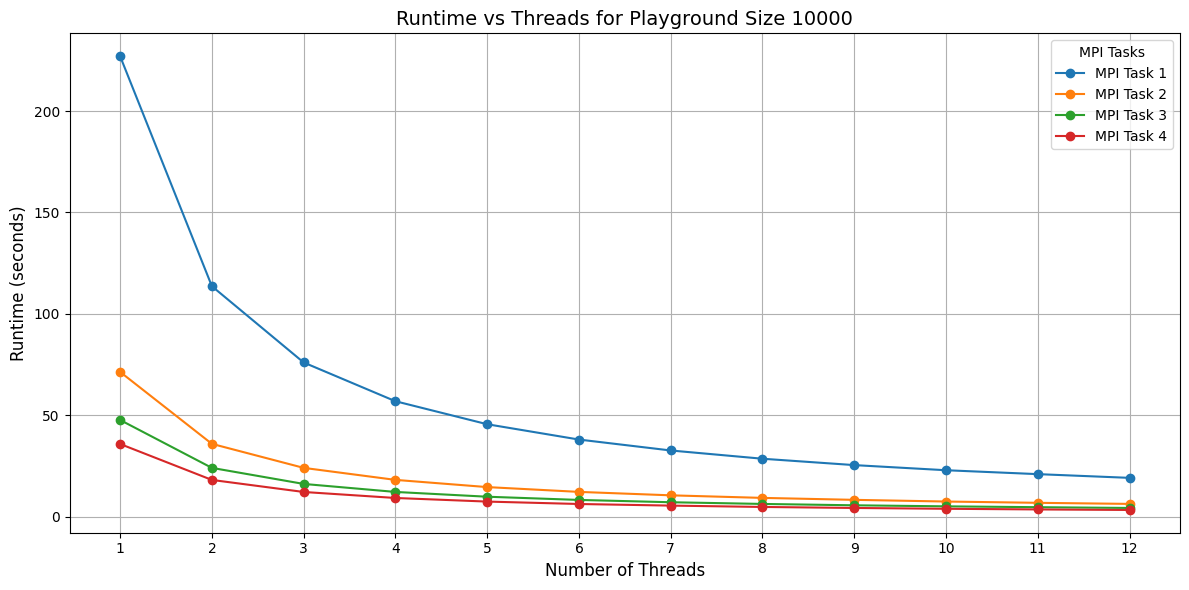 Runtime vs Threads for Playground Size 10000
Runtime (seconds)
200
150
100
50
0
MPI Tasks
MPI Task 1
MPI Task 2
MPI Task 3
MPI Task 4
1 2 3 4 5 6 7 8 9 10 11 12
Number of Threads